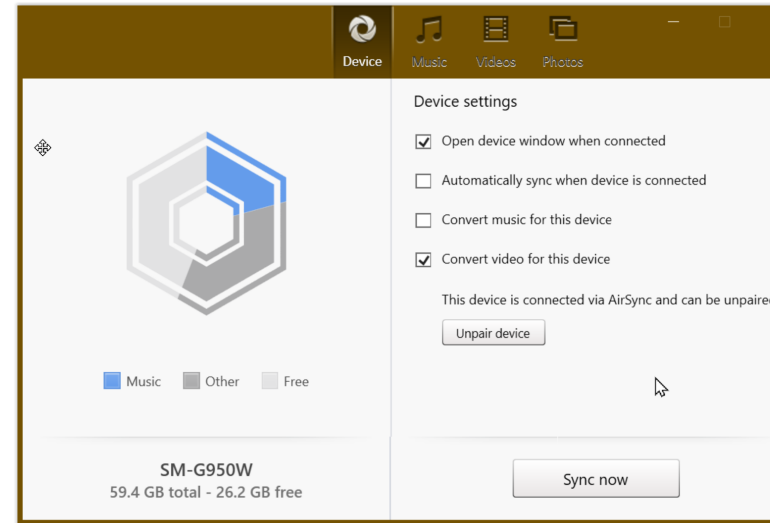 Device
Music
Videos
Photos
Device settings
Open device window when connected
Automatically sync when device is connected
Convert music for this device
Convert video for this device
This device is connected via AirSync and can be unpaired
Unpair device
Music
Other
Free
SM-G950W
59.4 GB total - 26.2 GB free
Sync now